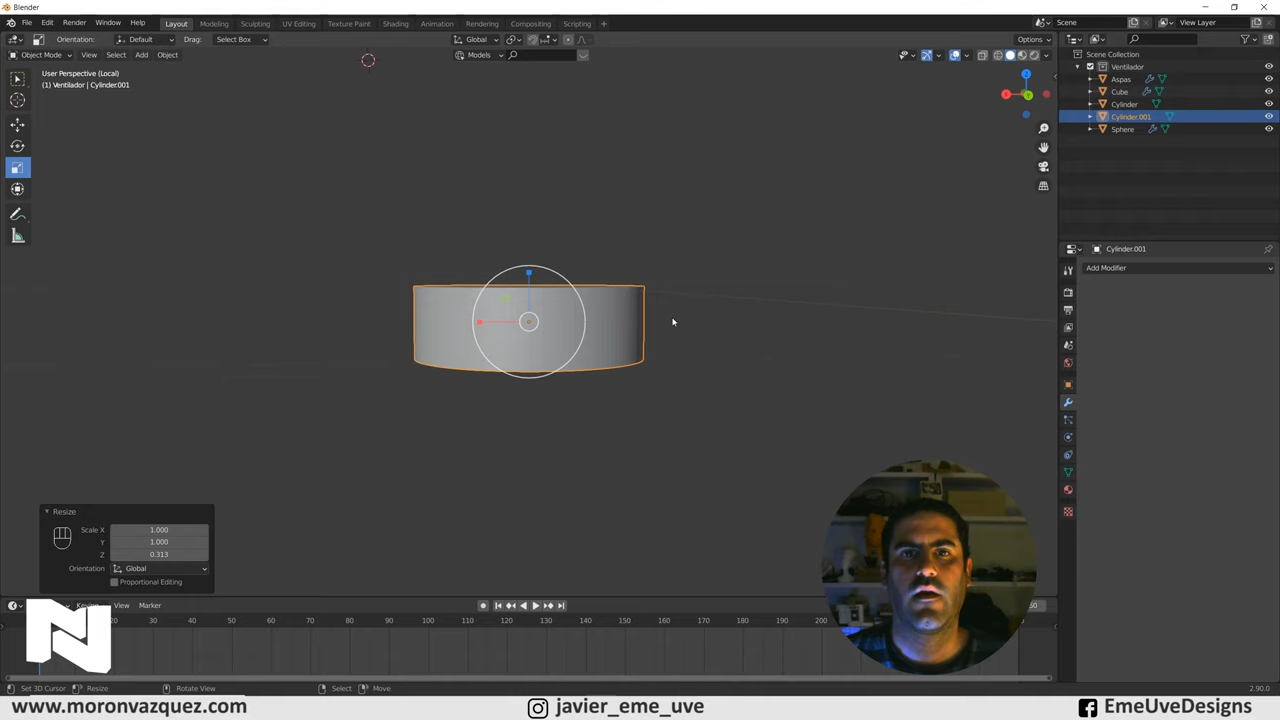 Blender
File Edit Render Window Help Layout Modeling Sculpting UV Editing Texture Paint Shading Animation Rendering Compositing Scripting + Scene View Layer
Orientation: Default Drag: Select Box Global Options
Object Mode View Select Add Object Models Scene Collection
User Perspective (Local) Ventilador
(1) Ventilador | Cylinder.001 Aspas
Cube
Cylinder
Cylinder.001
Sphere
Cylinder.001
Add Modifier
Resize
Scale X 1.000
Y 1.000
Z 0.313
Orientation Global
Proportional Editing
View Marker
20 30 40 50 60 70 80 90 100 110 120 130 140 150 160 170 180 190 200
Set 3D Cursor Resize Rotate View Select Move 2.90.0
N
www.moronvazquez.com javier_eme_uve EmeUveDesigns